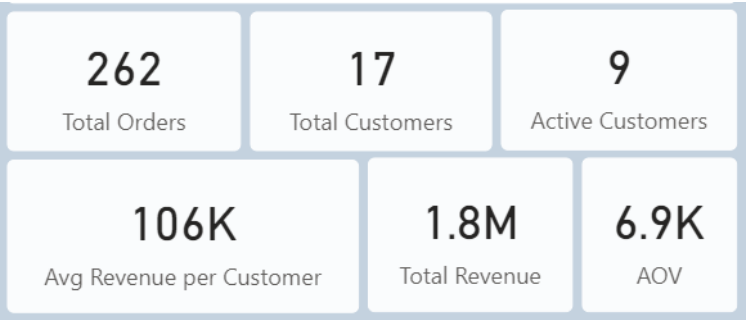 262
Total Orders
17
Total Customers
9
Active Customers
106K
Avg Revenue per Customer
1.8M
Total Revenue
6.9K
AOV